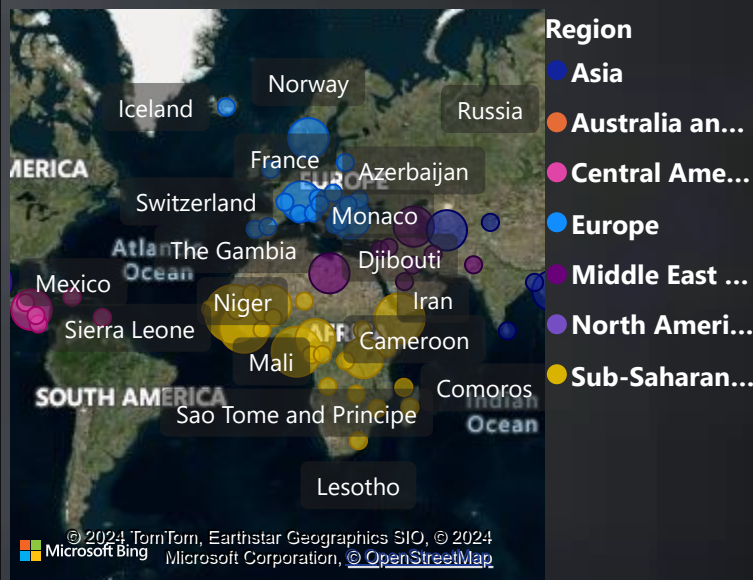 Region
Asia
Australia an...
Central Ame...
Europe
Middle East ...
North Ameri...
Sub-Saharan...
Norway
Iceland
Russia
MERICA
France
EUROPE
Azerbaijan
Switzerland
Monaco
Atlantic
Ocean
The Gambia
Djibouti
Mexico
Niger
Iran
Sierra Leone
AFRI
Cameroon
Mali
SOUTH AMERICA
Comoros
Sao Tome and Principe
Indian
Ocean
Lesotho
© 2024 TomTom, Earthstar Geographics SIO, © 2024
Microsoft Bing
Microsoft Corporation, © OpenStreetMap